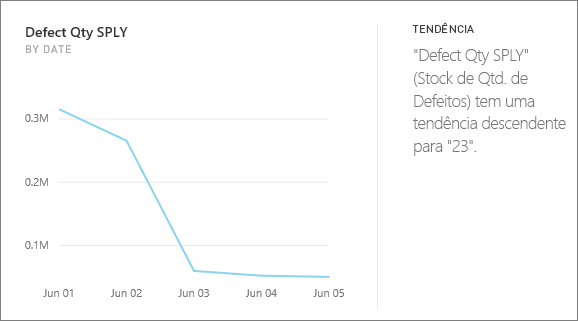 Defect Qty SPLY
BY DATE
0.3M
0.2M
0.1M
Jun 01 Jun 02 Jun 03 Jun 04 Jun 05
TENDÊNCIA
"Defect Qty SPLY"
(Stock de Qtd. de
Defeitos) tem uma
tendência descendente
para "23".